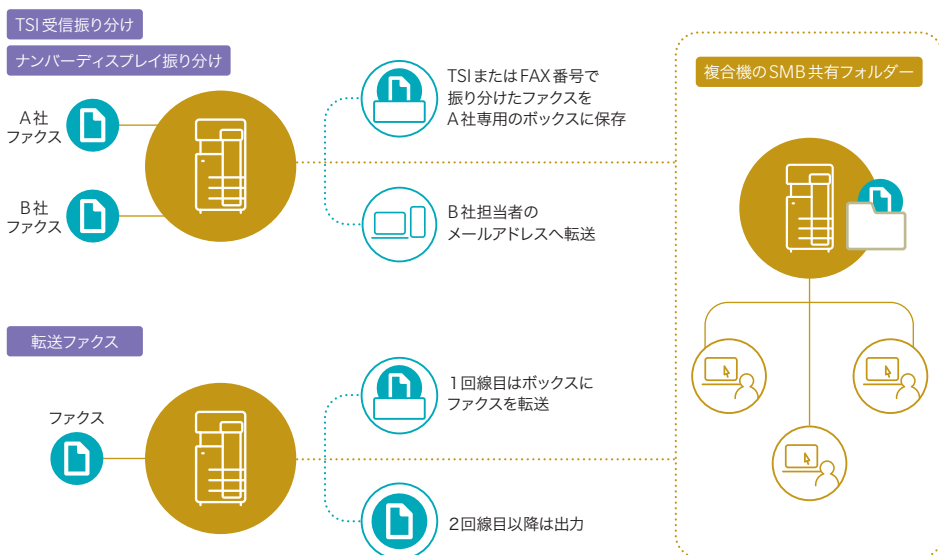 TSI受信振り分け
ナンバーディスプレイ振り分け
A社
ファクス
B社
ファクス
TSIまたはFAX番号で
振り分けたファクスを
A社専用のボックスに保存
B社担当者の
メールアドレスへ転送
複合機のSMB共有フォルダー
転送ファクス
ファクス
1回線目はボックスに
ファクスを転送
2回線目以降は出力